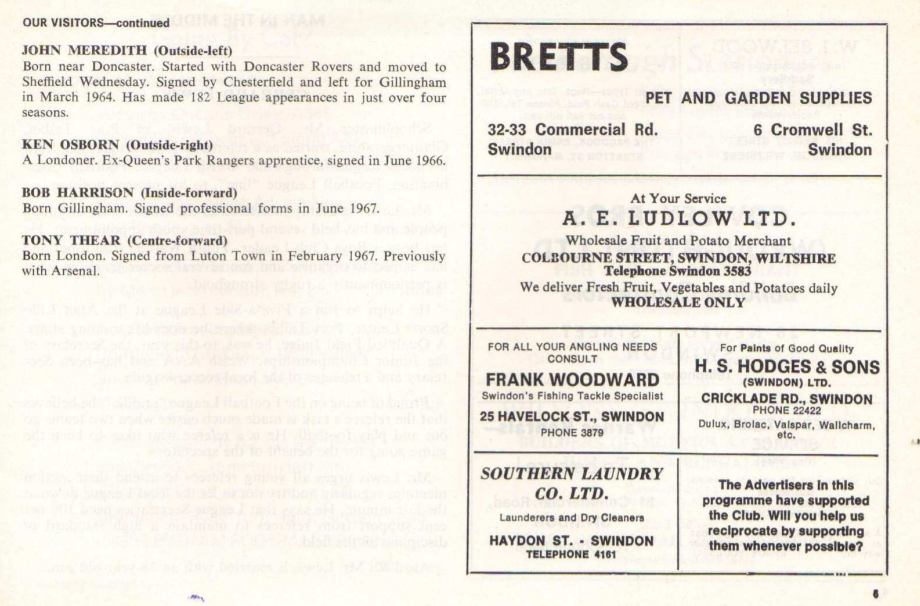 OUR VISITORS—continued
JOHN MEREDITH (Outside-left)
Born near Doncaster. Started with Doncaster Rovers and moved to
Sheffield Wednesday. Signed by Chesterfield and left for Gillingham
in March 1964. Has made 182 League appearances in just over four
seasons.
KEN OSBORN (Outside-right)
A Londoner. Ex-Queen's Park Rangers apprentice, signed in June 1966.
BOB HARRISON (Inside-forward)
Born Gillingham. Signed professional forms in June 1967.
TONY THEAR (Centre-forward)
Born London. Signed from Luton Town in February 1967. Previously
with Arsenal.
BRETTS
PET AND GARDEN SUPPLIES
32-33 Commercial Rd.
Swindon
6 Cromwell St.
Swindon
At Your Service
A. E. LUDLOW LTD.
Wholesale Fruit and Potato Merchant
COLBOURNE STREET, SWINDON, WILTSHIRE
Telephone Swindon 3583
We deliver Fresh Fruit, Vegetables and Potatoes daily
WHOLESALE ONLY
FOR ALL YOUR ANGLING NEEDS
CONSULT
FRANK WOODWARD
Swindon's Fishing Tackle Specialist
25 HAVELOCK ST., SWINDON
PHONE 3879
For Paints of Good Quality
H. S. HODGES & SONS
(SWINDON) LTD.
CRICKLADE RD., SWINDON
PHONE 22422
Dulux, Brolac, Valspar, Wallcharm,
etc.
SOUTHERN LAUNDRY
CO. LTD.
Launderers and Dry Cleaners
HAYDON ST. - SWINDON
TELEPHONE 4161
The Advertisers in this
programme have supported
the Club. Will you help us
reciprocate by supporting
them whenever possible?